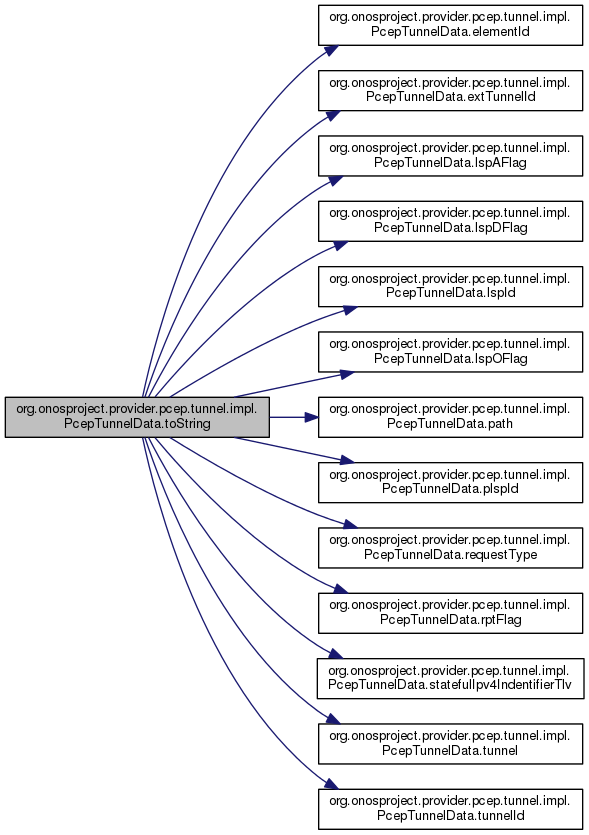 org.onosproject.provider.pcep.tunnel.impl.
PcepTunnelData.elementId
org.onosproject.provider.pcep.tunnel.impl.
PcepTunnelData.extTunnelId
org.onosproject.provider.pcep.tunnel.impl.
PcepTunnelData.lspAFlag
org.onosproject.provider.pcep.tunnel.impl.
PcepTunnelData.lspDFlag
org.onosproject.provider.pcep.tunnel.impl.
PcepTunnelData.lspId
org.onosproject.provider.pcep.tunnel.impl.
PcepTunnelData.lspOFlag
org.onosproject.provider.pcep.tunnel.impl.
PcepTunnelData.toString
org.onosproject.provider.pcep.tunnel.impl.
PcepTunnelData.path
org.onosproject.provider.pcep.tunnel.impl.
PcepTunnelData.plspId
org.onosproject.provider.pcep.tunnel.impl.
PcepTunnelData.requestType
org.onosproject.provider.pcep.tunnel.impl.
PcepTunnelData.rptFlag
org.onosproject.provider.pcep.tunnel.impl.
PcepTunnelData.statefulIpv4IndentifierTlv
org.onosproject.provider.pcep.tunnel.impl.
PcepTunnelData.tunnel
org.onosproject.provider.pcep.tunnel.impl.
PcepTunnelData.tunnelId